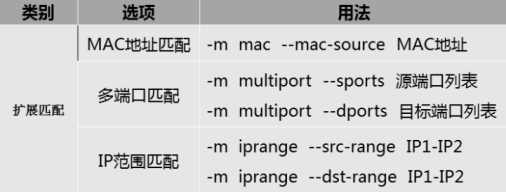 类别 选项 用法
扩展匹配
MAC地址匹配 -m mac --mac-source MAC地址
多端口匹配
-m multiport --sports 源端口列表
-m multiport --dports 目标端口列表
IP范围匹配
-m iprange --src-range IP1-IP2
-m iprange --dst-range IP1-IP2